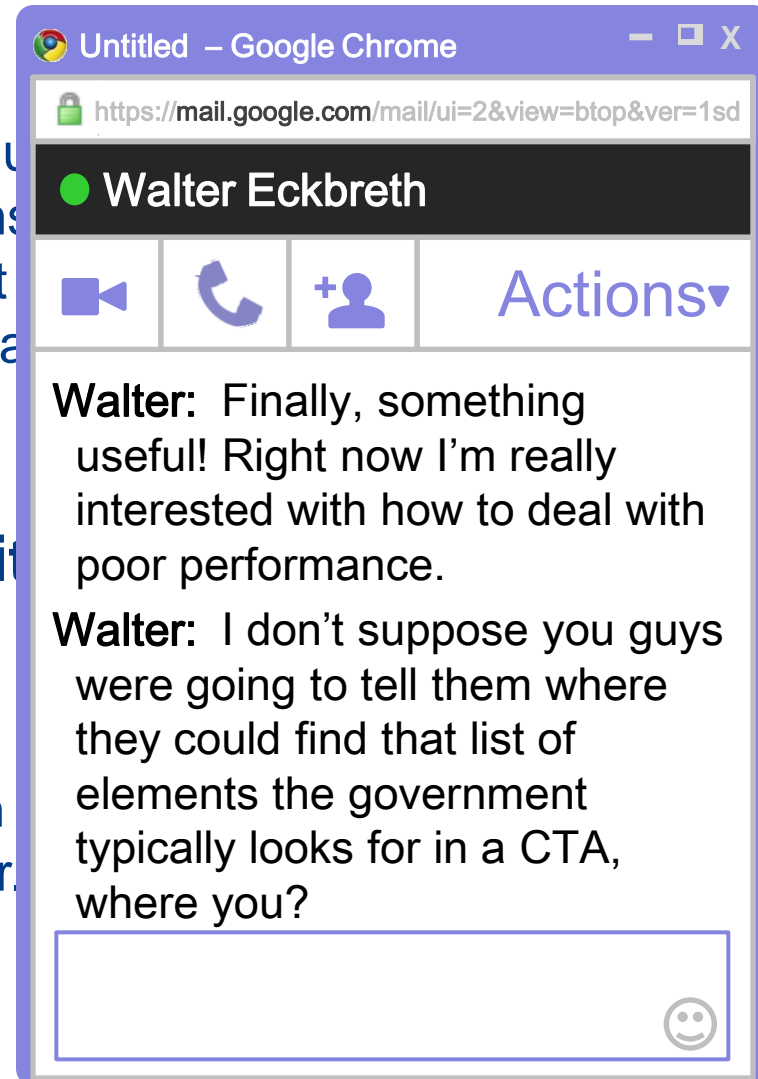 Untitled – Google Chrome
X
https://mail.google.com/mail/ui=2&view=btop&ver=1sd
Walter Eckbreth
Actions▾
Walter: Finally, something
useful! Right now I’m really
interested with how to deal with
poor performance.
Walter: I don’t suppose you guys
were going to tell them where
they could find that list of
elements the government
typically looks for in a CTA,
where you?